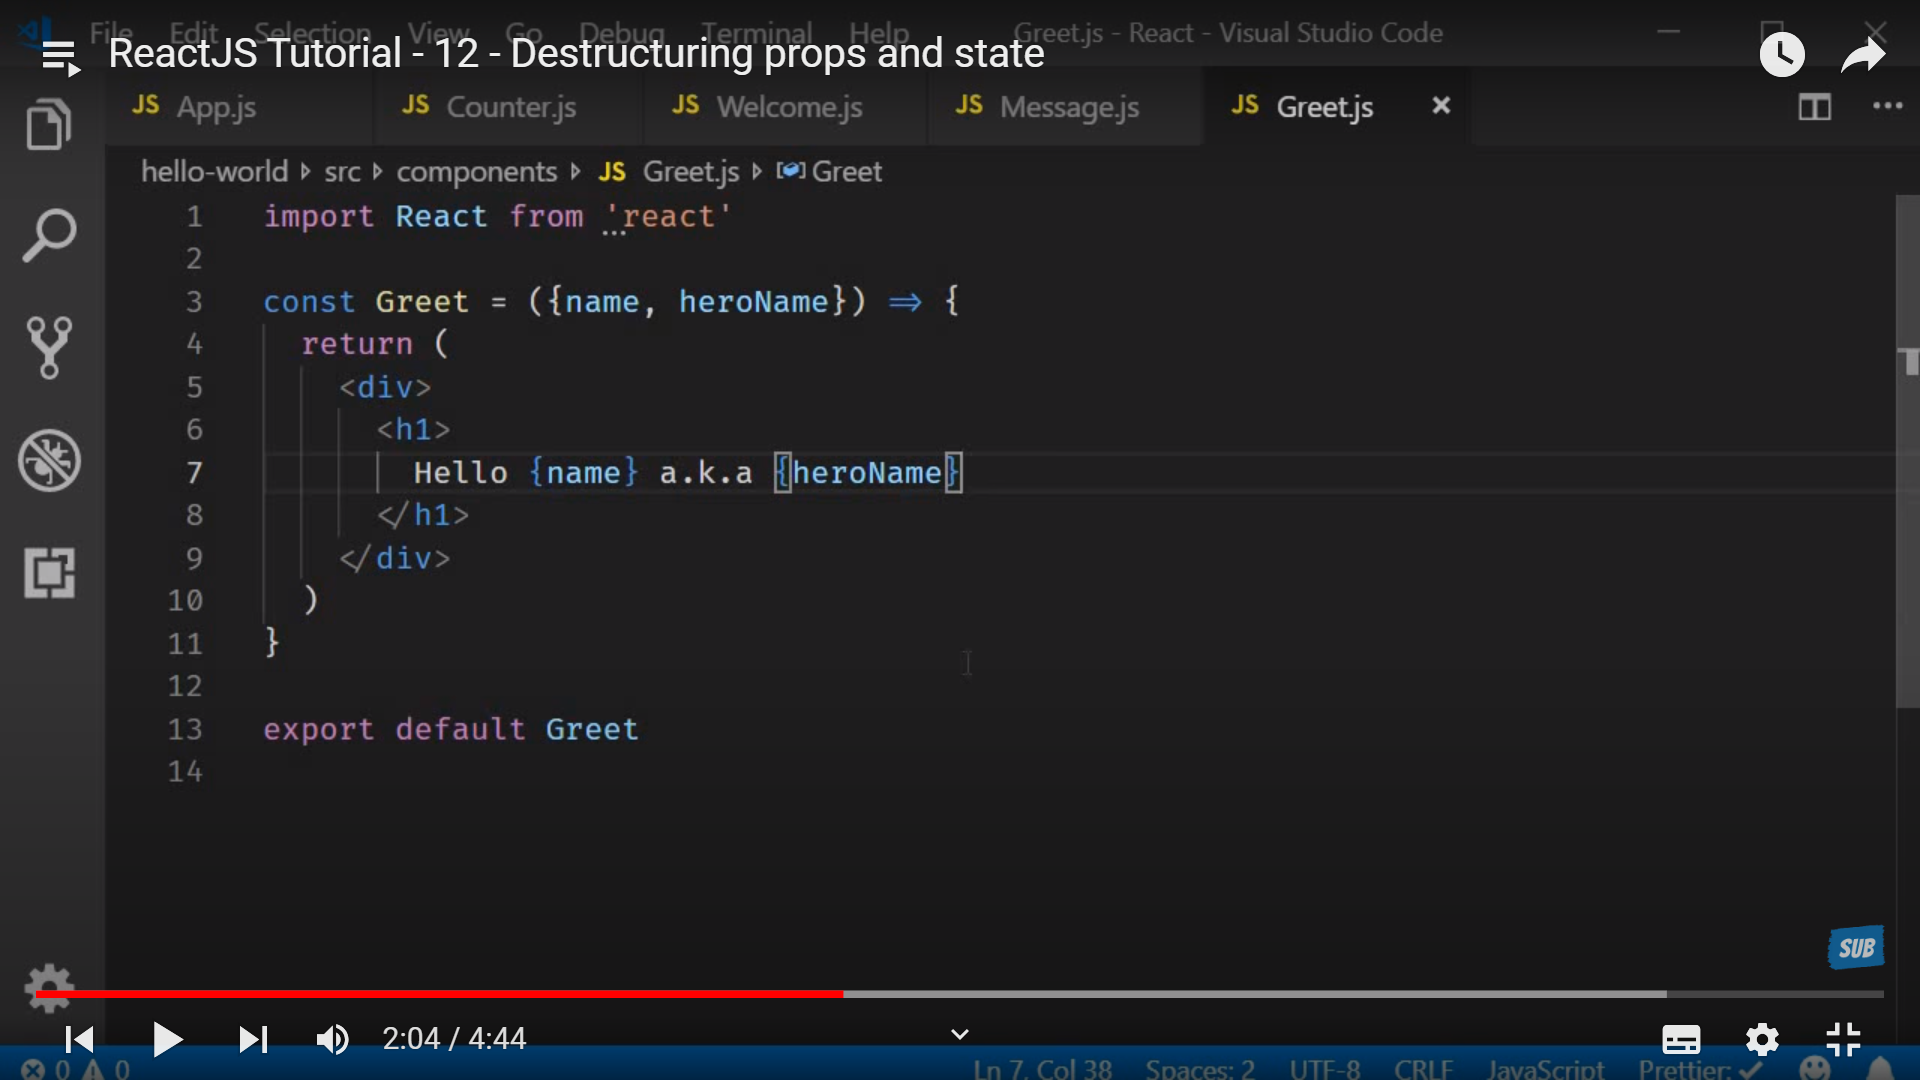 File Edit Selection View Go Debug Terminal Help Greet.js - React - Visual Studio Code
ReactJS Tutorial - 12 - Destructuring props and state
JS App.js JS Counter.js JS Welcome.js JS Message.js JS Greet.js
hello-world src components JS Greet.js Greet
1 import React from 'react'
2
3 const Greet = ({name, heroName}) => {
4 return (
5 <div>
6 <h1>
7 Hello {name} a.k.a {heroName}
8 </h1>
9 </div>
10 )
11 }
12
13 export default Greet
14
SUB
2:04 / 4:44
0 0 Ln 7, Col 38 Spaces: 2 UTF-8 CRLF JavaScript Prettier: ✓